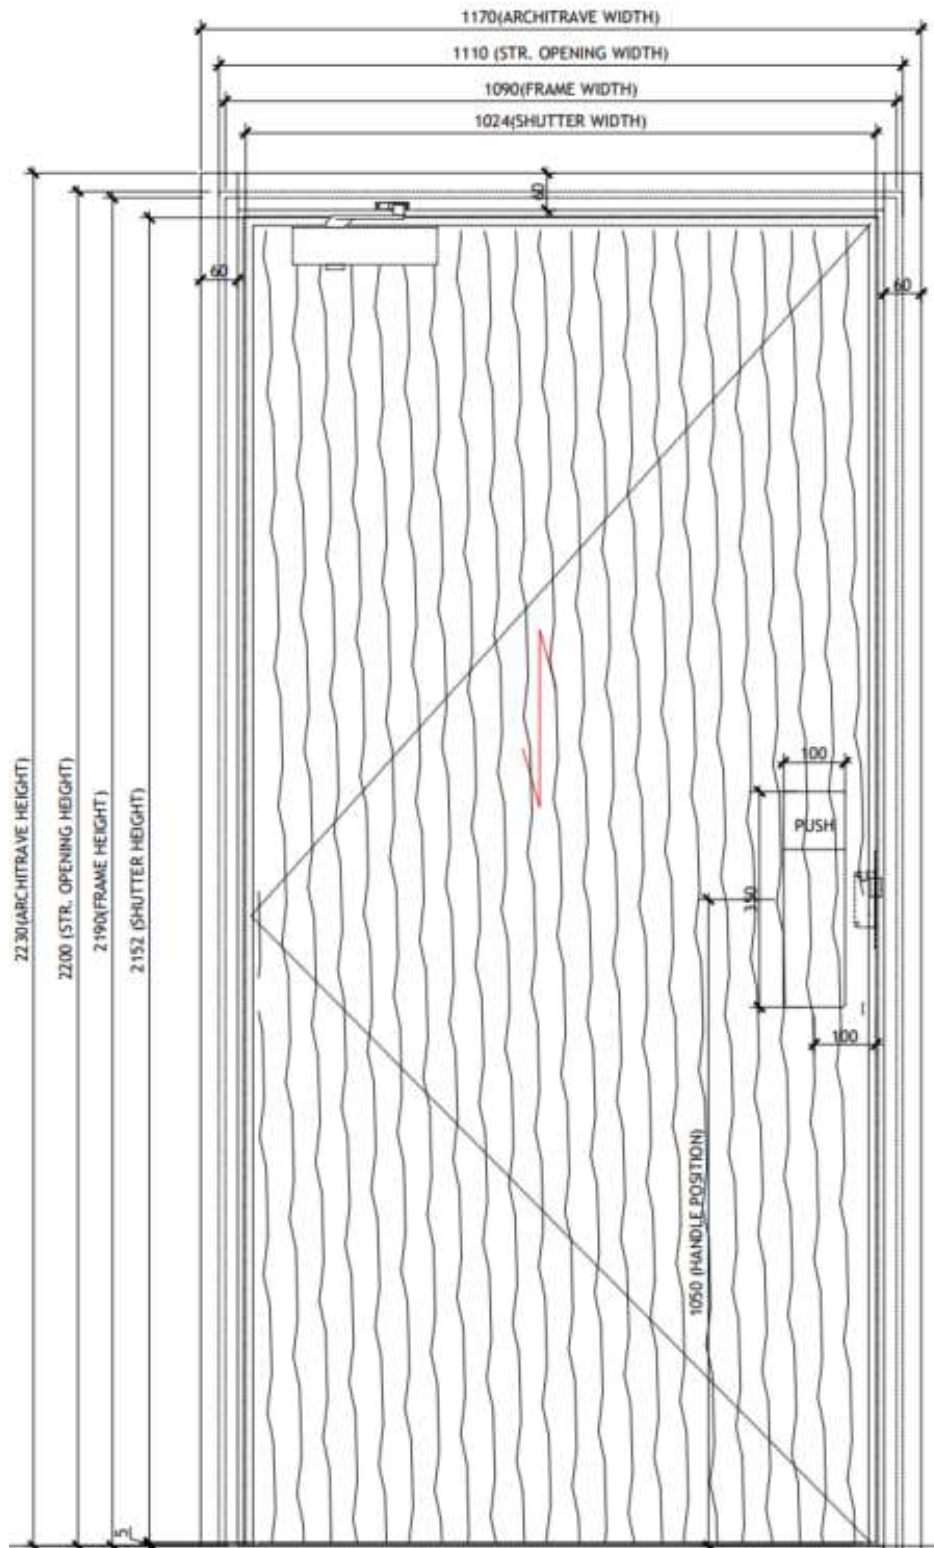 1170(ARCHITRAVE WIDTH)
1110 (STR. OPENING WIDTH)
1090(FRAME WIDTH)
1024(SHUTTER WIDTH)
60
60
60
2230(ARCHITRAVE HEIGHT)
2200 (STR. OPENING HEIGHT)
2190(FRAME HEIGHT)
2152 (SHUTTER HEIGHT)
100
PUSH
350
100
1050 (HANDLE POSITION)
5